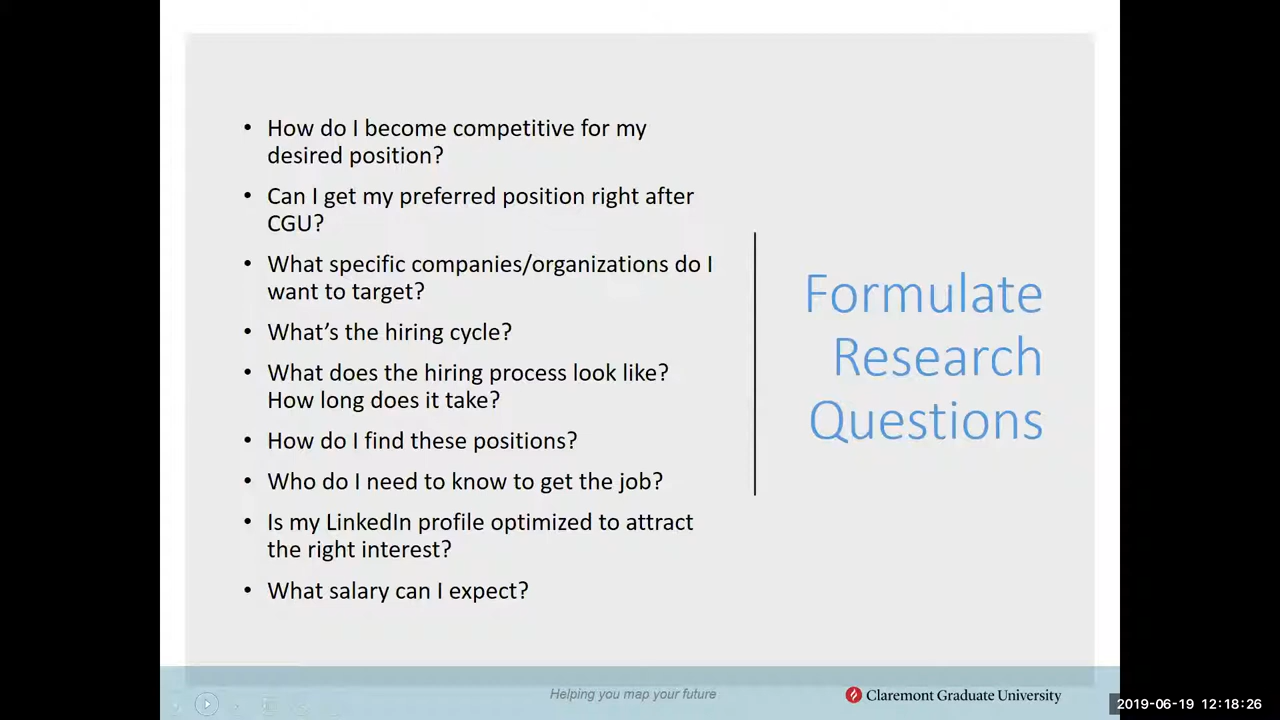 • How do I become competitive for my
desired position?
• Can I get my preferred position right after
CGU?
• What specific companies/organizations do I
want to target?
• What’s the hiring cycle?
• What does the hiring process look like?
How long does it take?
• How do I find these positions?
• Who do I need to know to get the job?
• Is my LinkedIn profile optimized to attract
the right interest?
• What salary can I expect?
Formulate
Research
Questions
Helping you map your future
Claremont Graduate University
2019-06-19 12:18:26